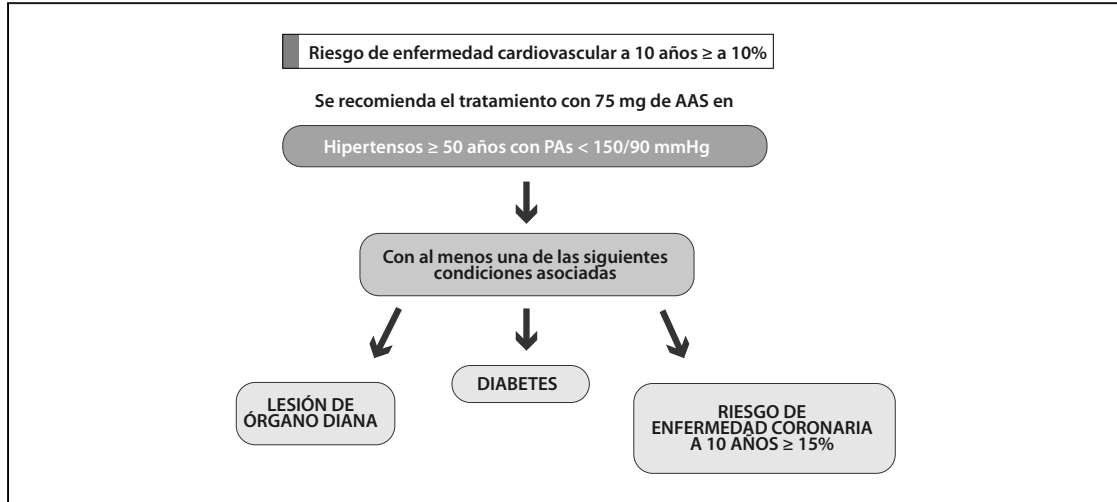 Riesgo de enfermedad cardiovascular a 10 años ≥ a 10%
Se recomienda el tratamiento con 75 mg de AAS en
Hipertensos ≥ 50 años con PAs < 150/90 mmHg
Con al menos una de las siguientes
condiciones asociadas
LESIÓN DE
ÓRGANO DIANA
DIABETES
RIESGO DE
ENFERMEDAD CORONARIA
A 10 AÑOS ≥ 15%